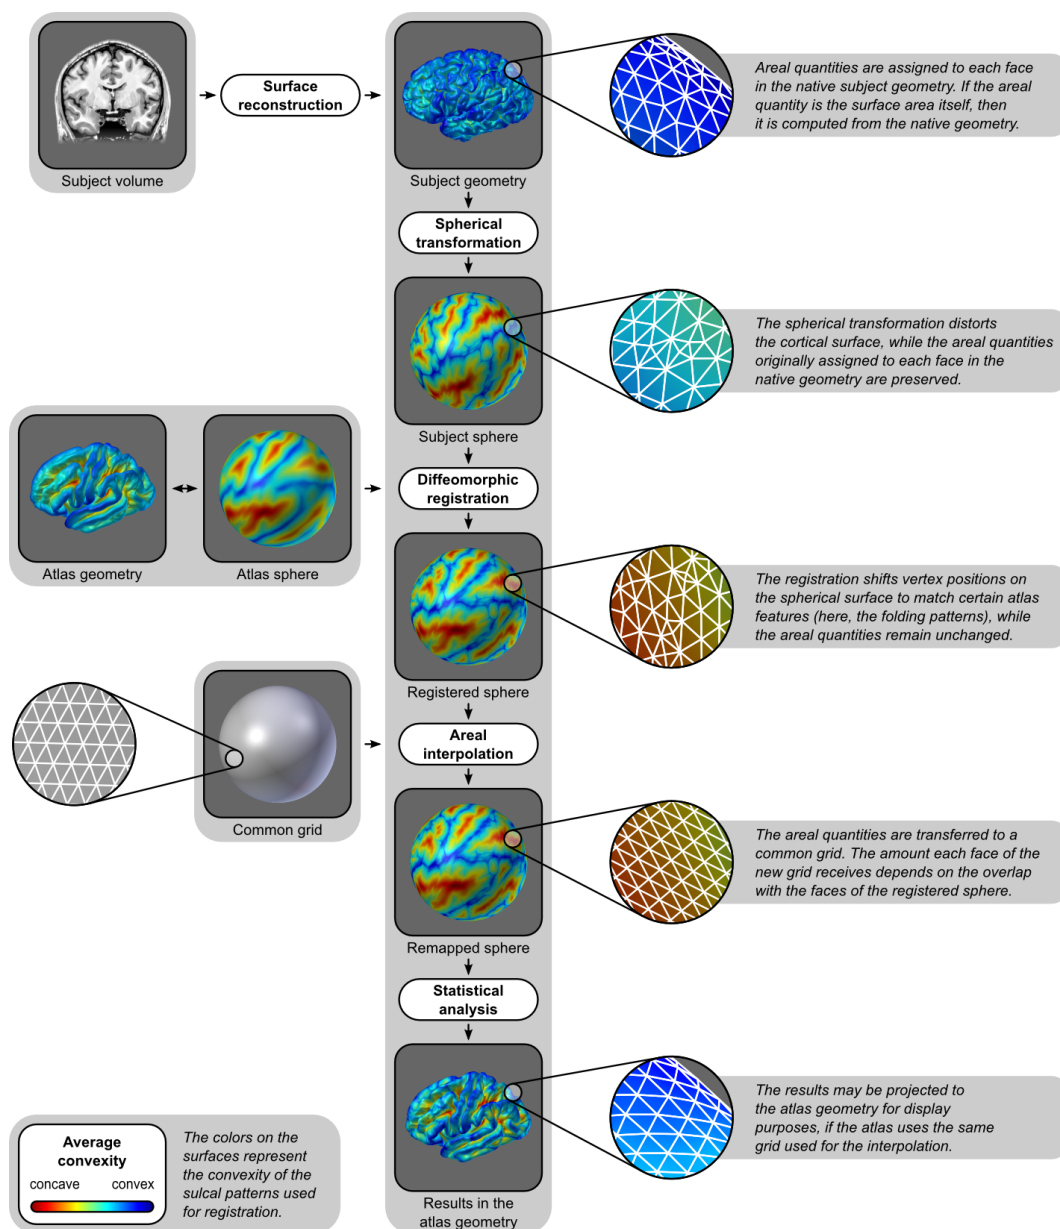 Subject volume
Surface
reconstruction
Subject geometry
Areal quantities are assigned to each face
in the native subject geometry. If the areal
quantity is the surface area itself, then
it is computed from the native geometry.
Spherical
transformation
Subject sphere
The spherical transformation distorts
the cortical surface, while the areal quantities
originally assigned to each face in the
native geometry are preserved.
Atlas geometry
Atlas sphere
Diffeomorphic
registration
Registered sphere
The registration shifts vertex positions on
the spherical surface to match certain atlas
features (here, the folding patterns), while
the areal quantities remain unchanged.
Common grid
Areal
interpolation
Remapped sphere
The areal quantities are transferred to a
common grid. The amount each face of the
new grid receives depends on the overlap
with the faces of the registered sphere.
Statistical
analysis
Results in the
atlas geometry
The results may be projected to
the atlas geometry for display
purposes, if the atlas uses the same
grid used for the interpolation.
Average
convexity
concave convex
The colors on the
surfaces represent
the convexity of the
sulcal patterns used
for registration.